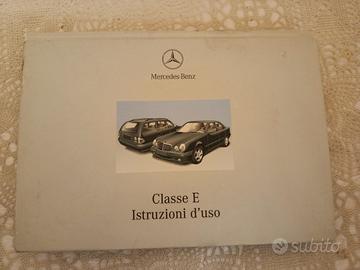 Mercedes-Benz
Classe E
Istruzioni d'uso
subito